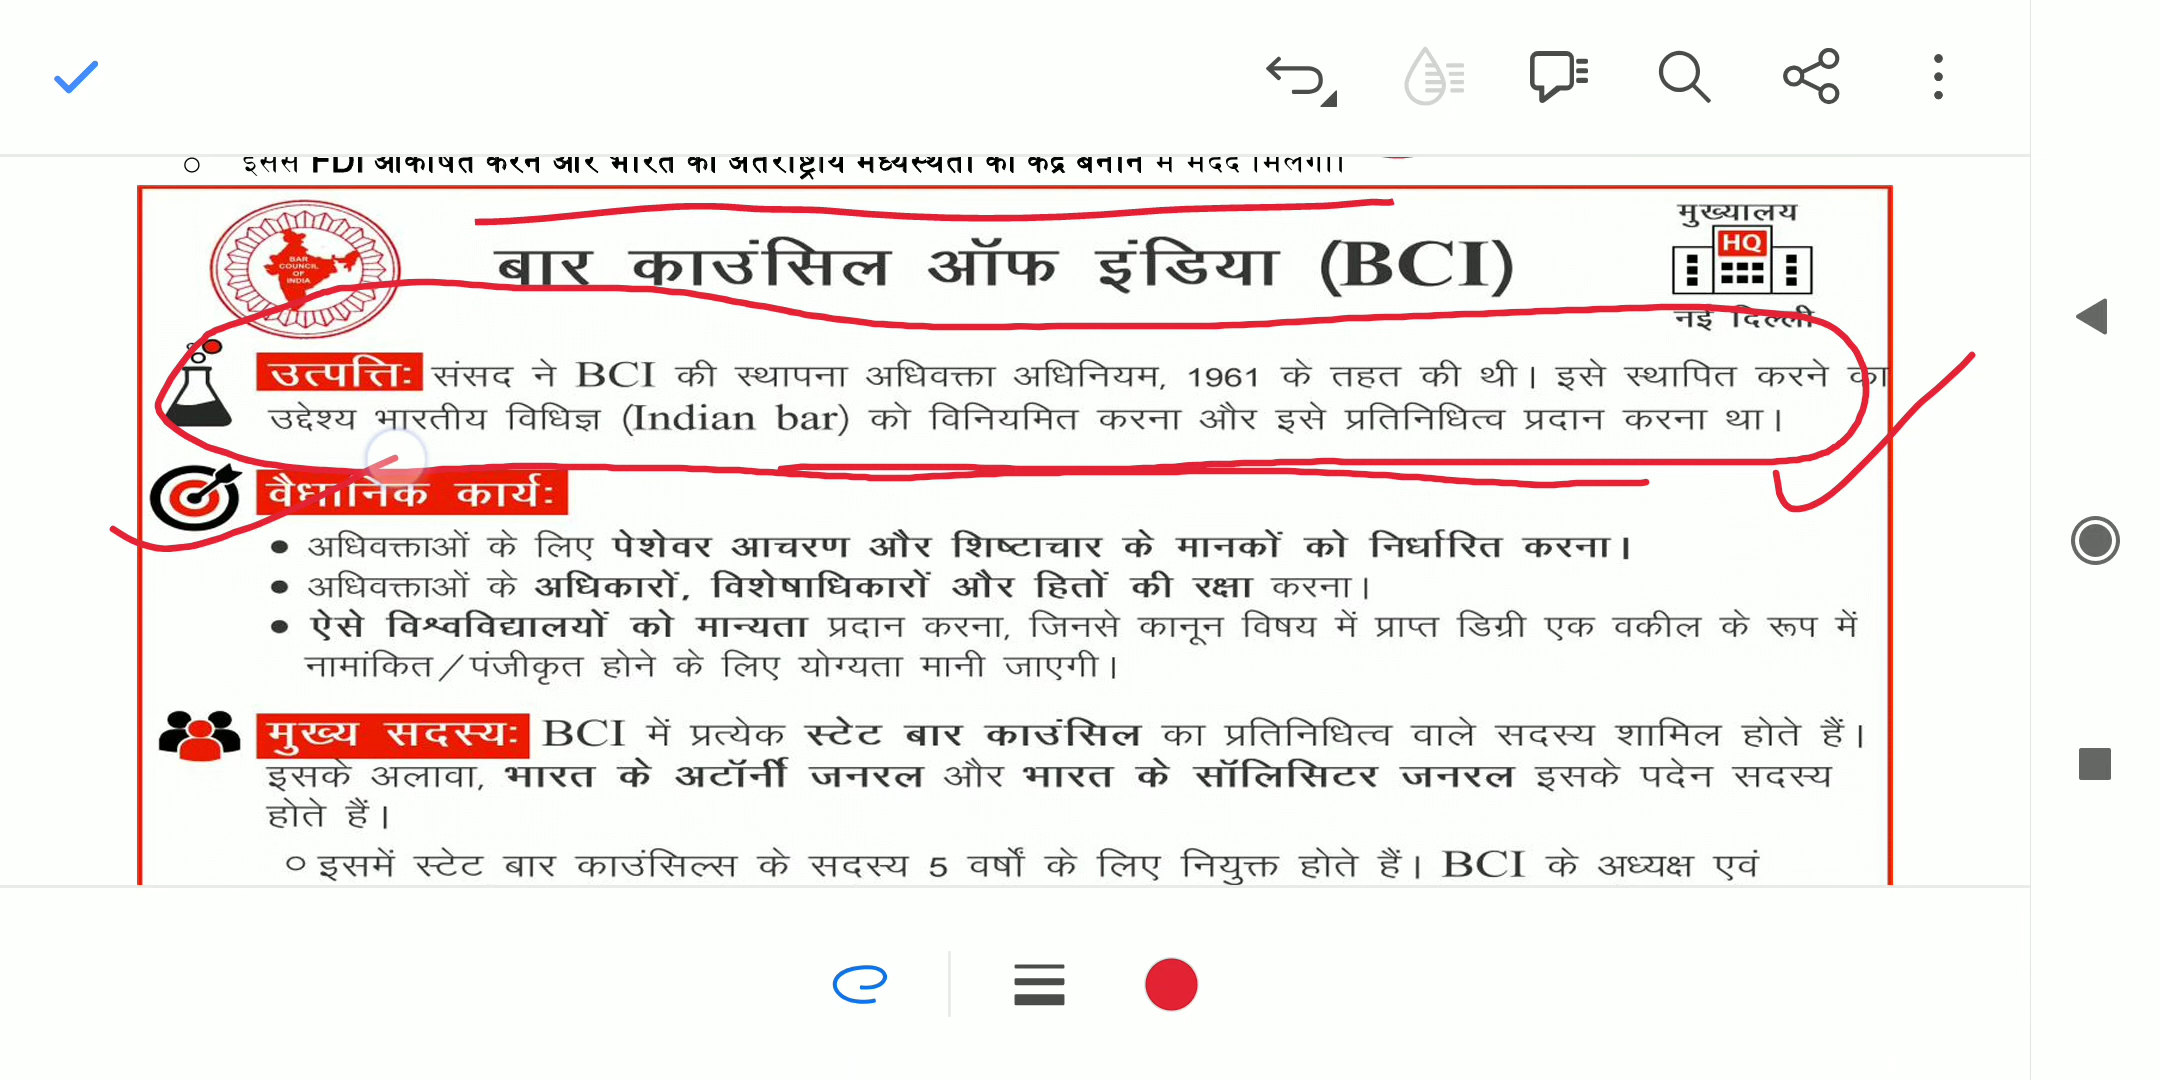 इससे FDI आकर्षित करने और भारत को अंतर्राष्ट्रीय मध्यस्थता का केंद्र बनाने में मदद मिलेगी।
मुख्यालय
HQ
नई दिल्ली
BAR
COUNCIL
OF
INDIA
बार काउंसिल ऑफ इंडिया (BCI)
उत्पत्ति: संसद ने BCI की स्थापना अधिवक्ता अधिनियम, 1961 के तहत की थी। इसे स्थापित करने का
उद्देश्य भारतीय विधिज्ञ (Indian bar) को विनियमित करना और इसे प्रतिनिधित्व प्रदान करना था।
वैधानिक कार्य:
• अधिवक्ताओं के लिए पेशेवर आचरण और शिष्टाचार के मानकों को निर्धारित करना।
• अधिवक्ताओं के अधिकारों, विशेषाधिकारों और हितों की रक्षा करना।
• ऐसे विश्वविद्यालयों को मान्यता प्रदान करना, जिनसे कानून विषय में प्राप्त डिग्री एक वकील के रूप में
नामांकित/पंजीकृत होने के लिए योग्यता मानी जाएगी।
मुख्य सदस्य: BCI में प्रत्येक स्टेट बार काउंसिल का प्रतिनिधित्व वाले सदस्य शामिल होते हैं।
इसके अलावा, भारत के अटॉर्नी जनरल और भारत के सॉलिसिटर जनरल इसके पदेन सदस्य
होते हैं।
○ इसमें स्टेट बार काउंसिल्स के सदस्य 5 वर्षों के लिए नियुक्त होते हैं। BCI के अध्यक्ष एवं